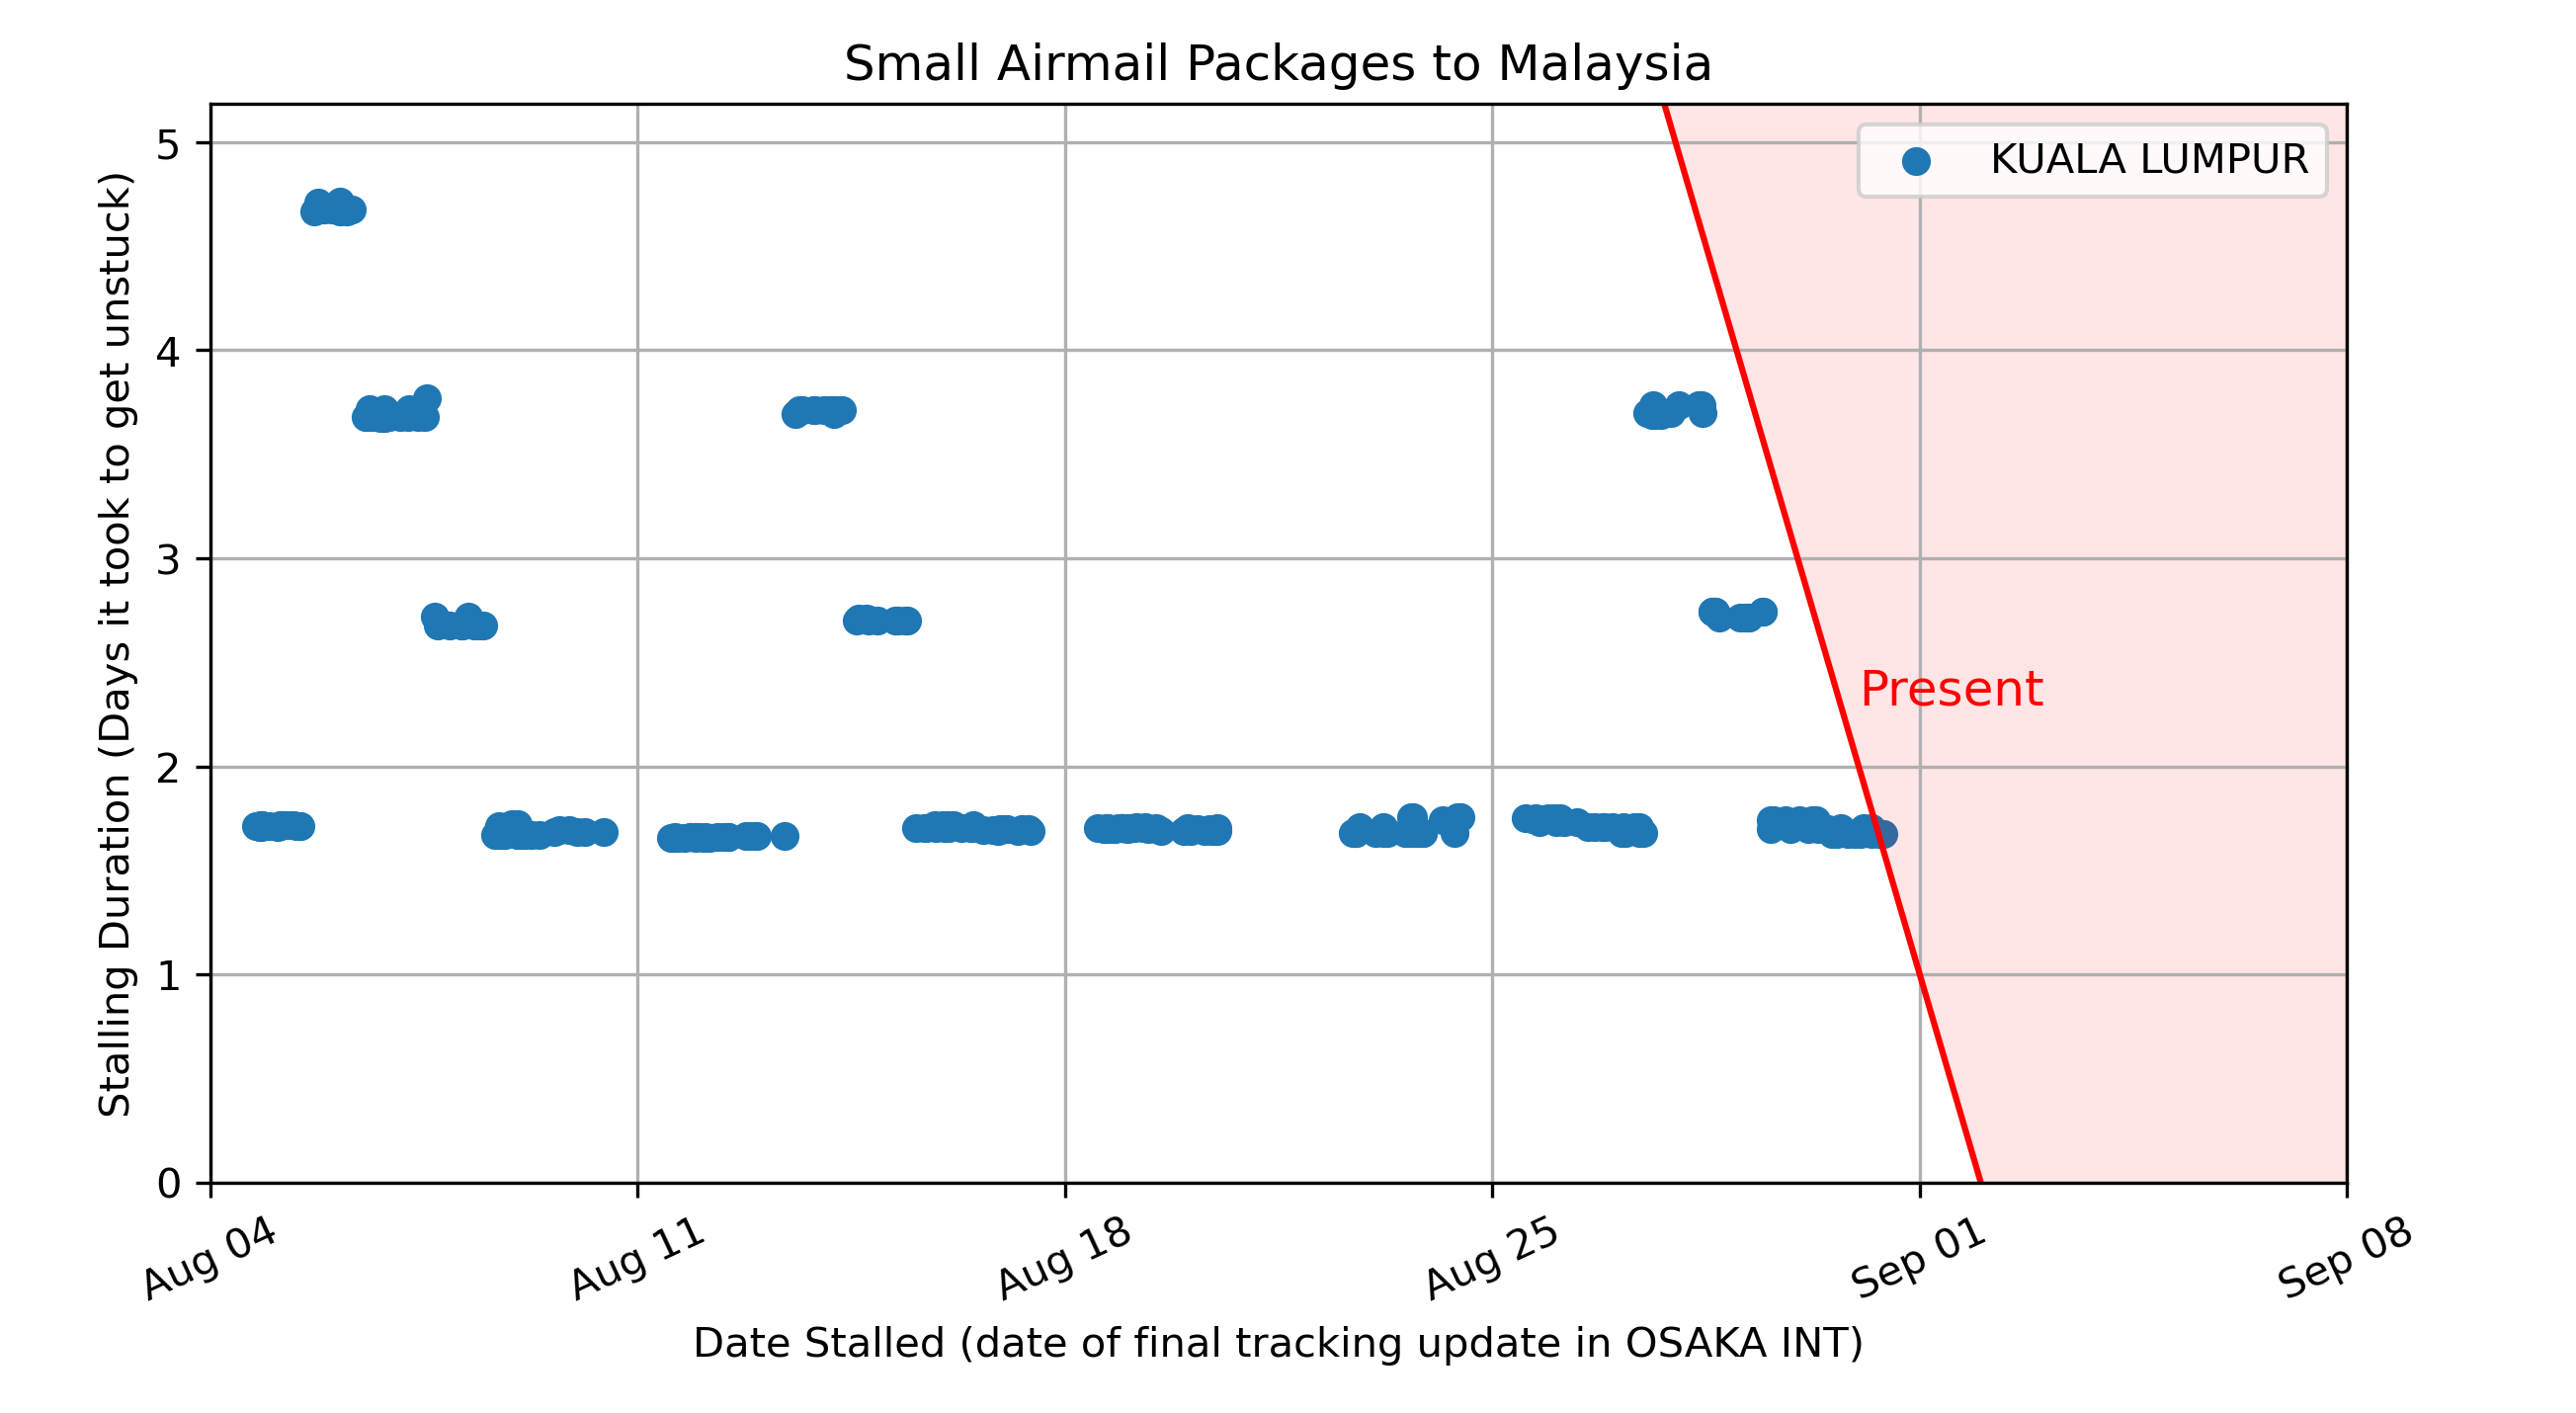 Small Airmail Packages to Malaysia
KUALA LUMPUR
Present
Stalling Duration (Days it took to get unstuck)
5
4
3
2
1
0
Aug 04
Aug 11
Aug 18
Aug 25
Sep 01
Sep 08
Date Stalled (date of final tracking update in OSAKA INT)